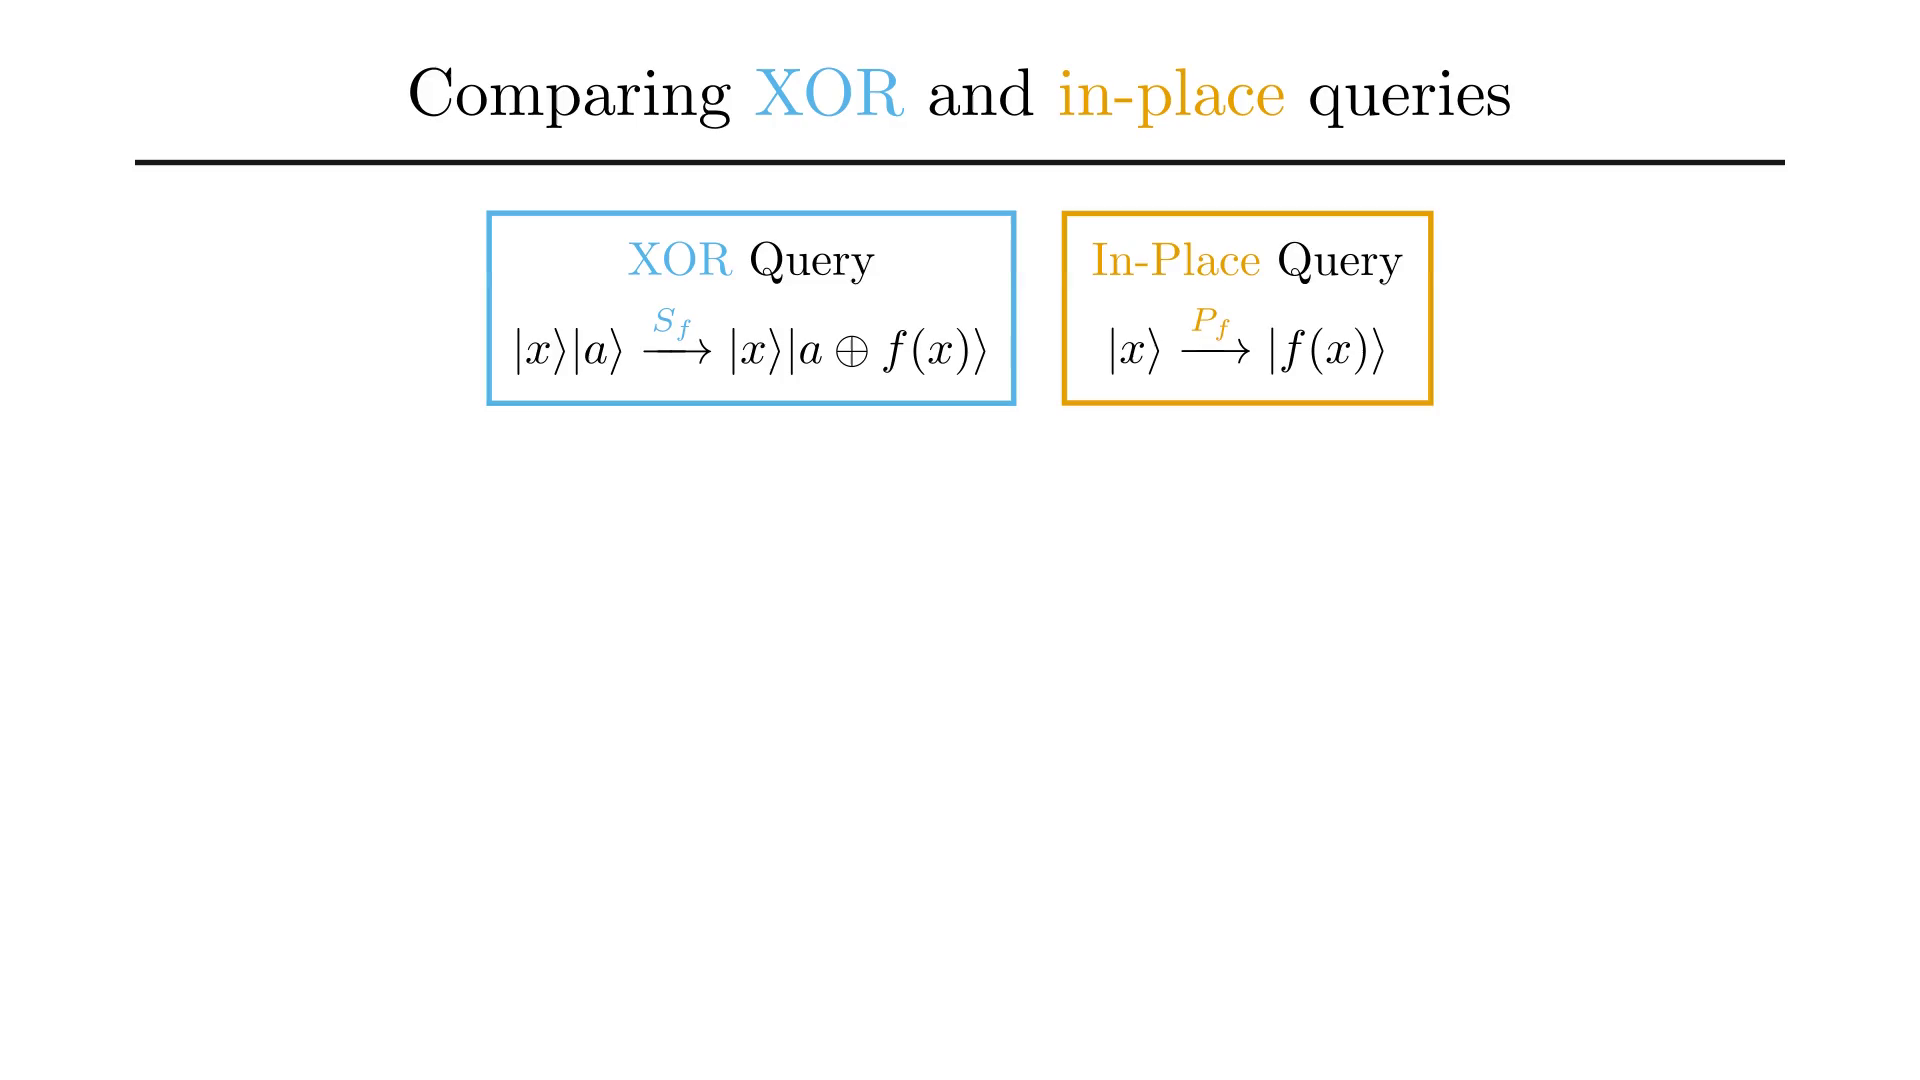 Comparing XOR and in-place queries
XOR Query
|x⟩|a⟩ —S_f→ |x⟩|a ⊕ f(x)⟩
In-Place Query
|x⟩ —P_f→ |f(x)⟩